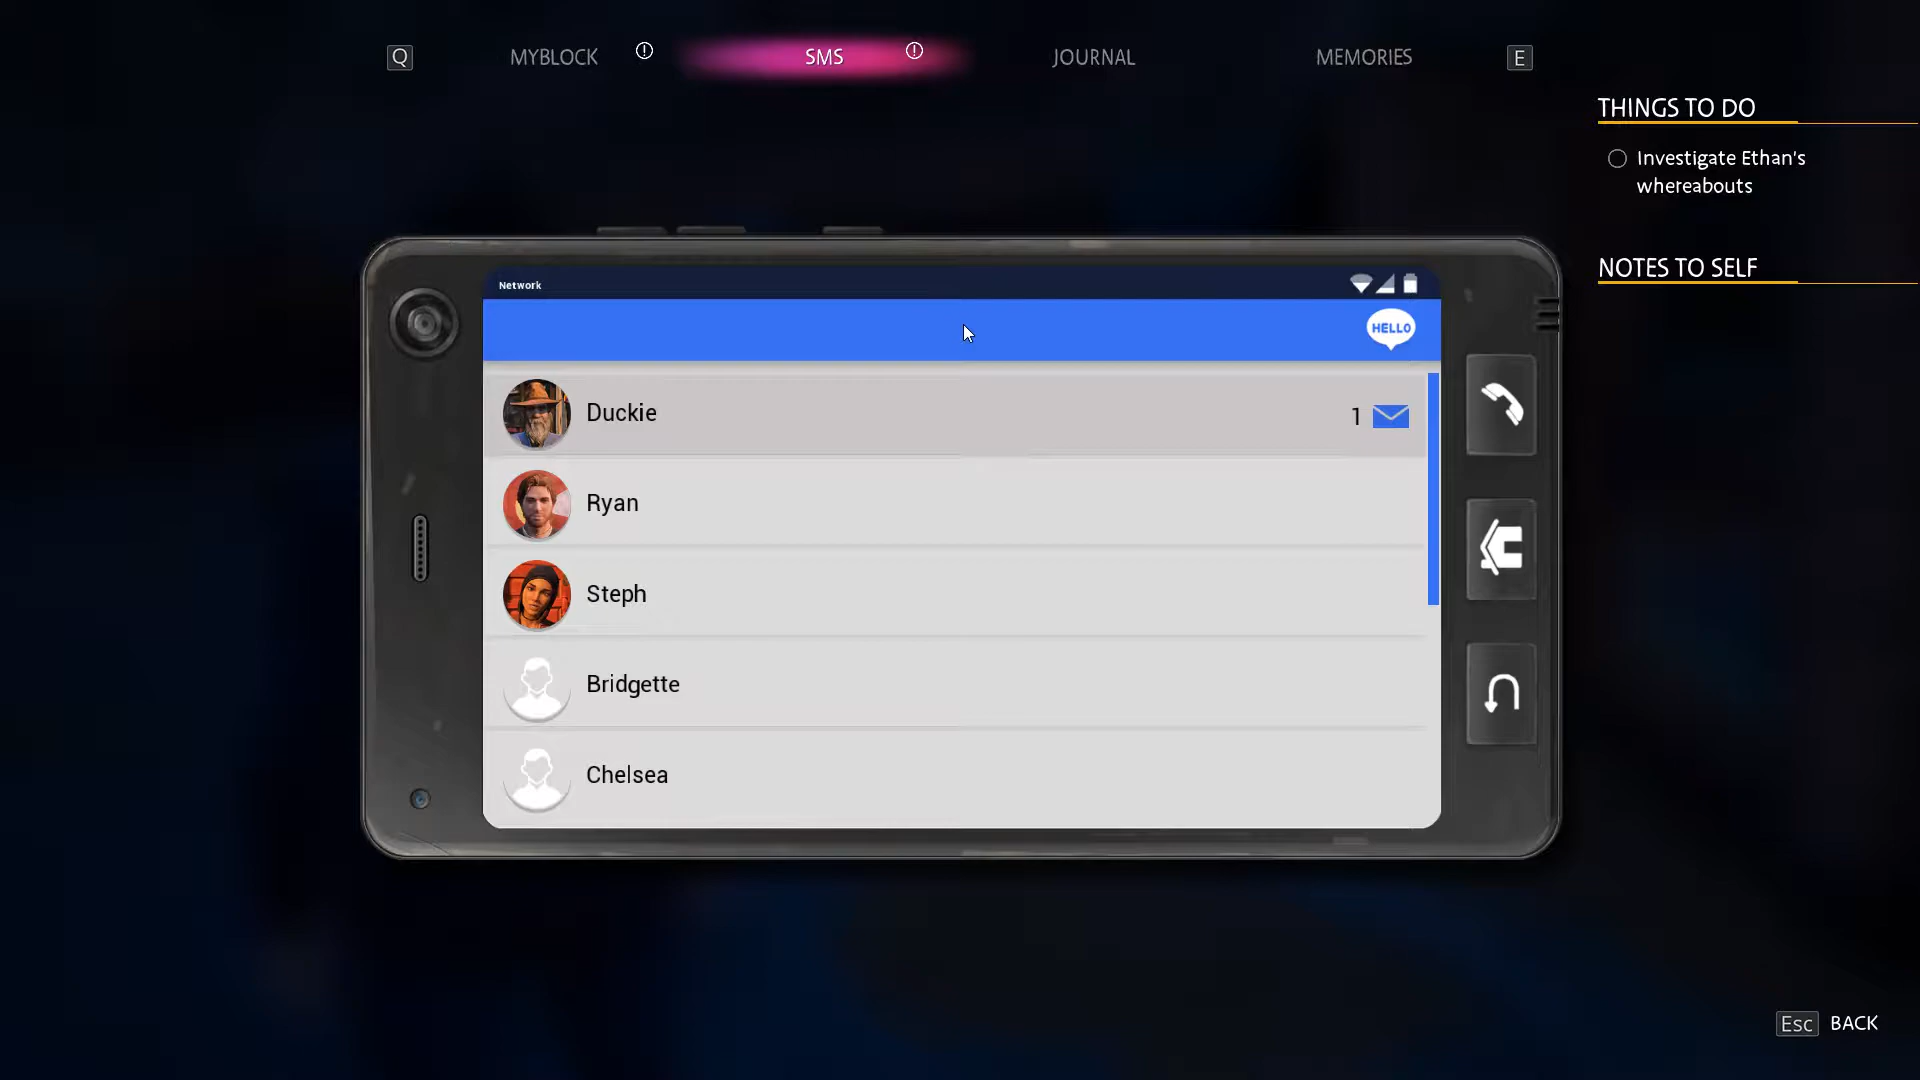 Q
MYBLOCK
SMS
JOURNAL
MEMORIES
E
THINGS TO DO
Investigate Ethan's
whereabouts
NOTES TO SELF
Network
HELLO
Duckie
1
Ryan
Steph
Bridgette
Chelsea
Esc BACK